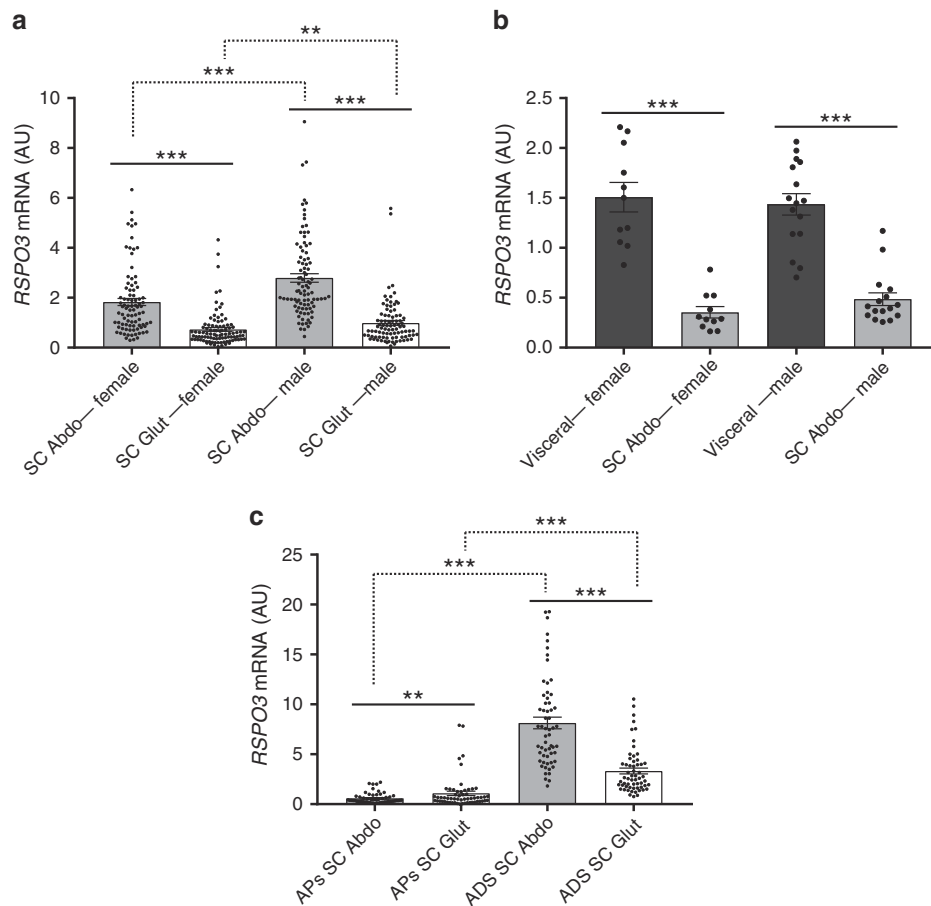 a
**
***
***
***
RSPO3 mRNA (AU)
10
8
6
4
2
0
SC Abdo— female
SC Glut —female
SC Abdo— male
SC Glut —male
b
***
***
RSPO3 mRNA (AU)
2.5
2.0
1.5
1.0
0.5
0.0
Visceral— female
SC Abdo—female
Visceral —male
SC Abdo— male
c
***
***
***
**
RSPO3 mRNA (AU)
25
20
15
10
5
0
APs SC Abdo
APs SC Glut
ADS SC Abdo
ADS SC Glut